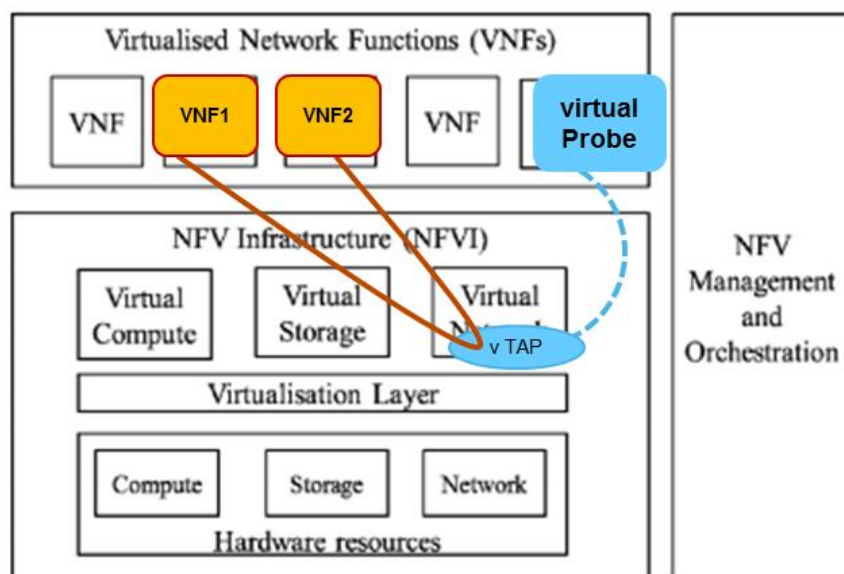 Virtualised Network Functions (VNFs)
VNF
VNF1
VNF2
VNF
virtual
Probe
NFV Infrastructure (NFVI)
Virtual
Compute
Virtual
Storage
Virtual
v TAP
Virtualisation Layer
Compute
Storage
Network
Hardware resources
NFV
Management
and
Orchestration